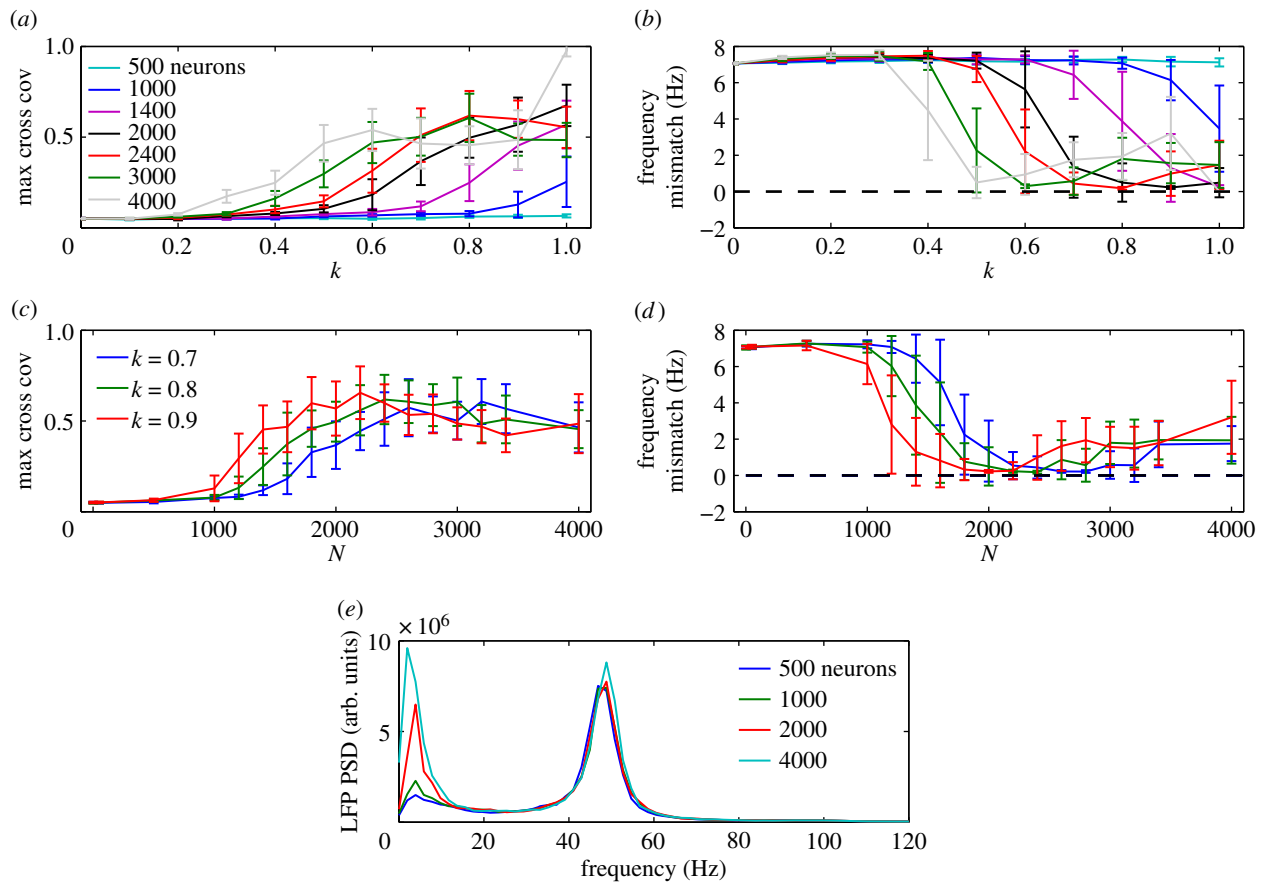 (a)
1.0
0.5
0
max cross cov
500 neurons
1000
1400
2000
2400
3000
4000
0.2 0.4 0.6 0.8 1.0
k
(b)
8
6
4
2
0
−2
frequency
mismatch (Hz)
0 0.2 0.4 0.6 0.8 1.0
k
(c)
1.0
0.5
0
max cross cov
k = 0.7
k = 0.8
k = 0.9
1000 2000 3000 4000
N
(d)
8
6
4
2
0
−2
frequency
mismatch (Hz)
0 1000 2000 3000 4000
N
(e)
× 10⁶
10
5
LFP PSD (arb. units)
500 neurons
1000
2000
4000
0 20 40 60 80 100 120
frequency (Hz)